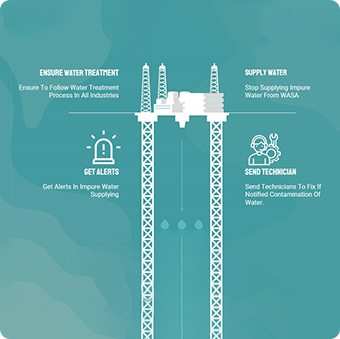 ENSURE WATER TREATMENT
Ensure To Follow Water Treatment
Process In All Industries
SUPPLY WATER
Stop Supplying Impure
Water From WASA
GET ALERTS
Get Alerts In Impure Water
Supplying
SEND TECHNICIAN
Send Technicians To Fix If
Notified Contamination Of
Water.